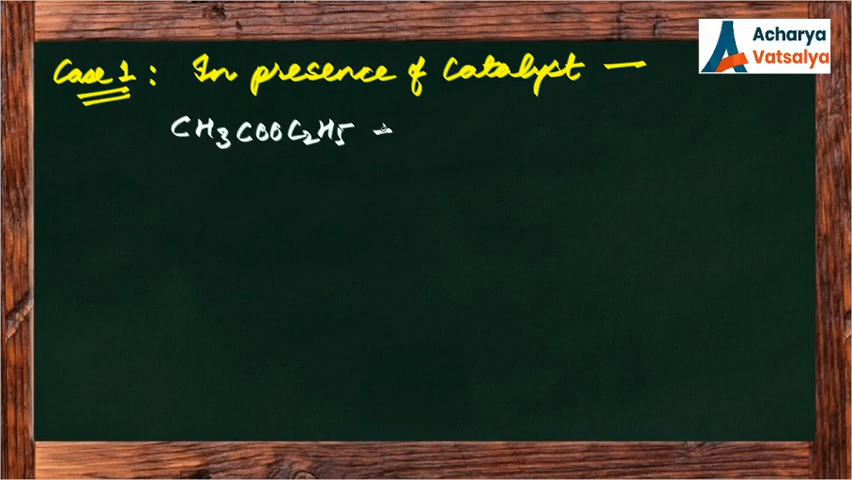 Acharya
Vatsalya
Case 1 : In presence of Catalyst —
CH3COOC2H5 +